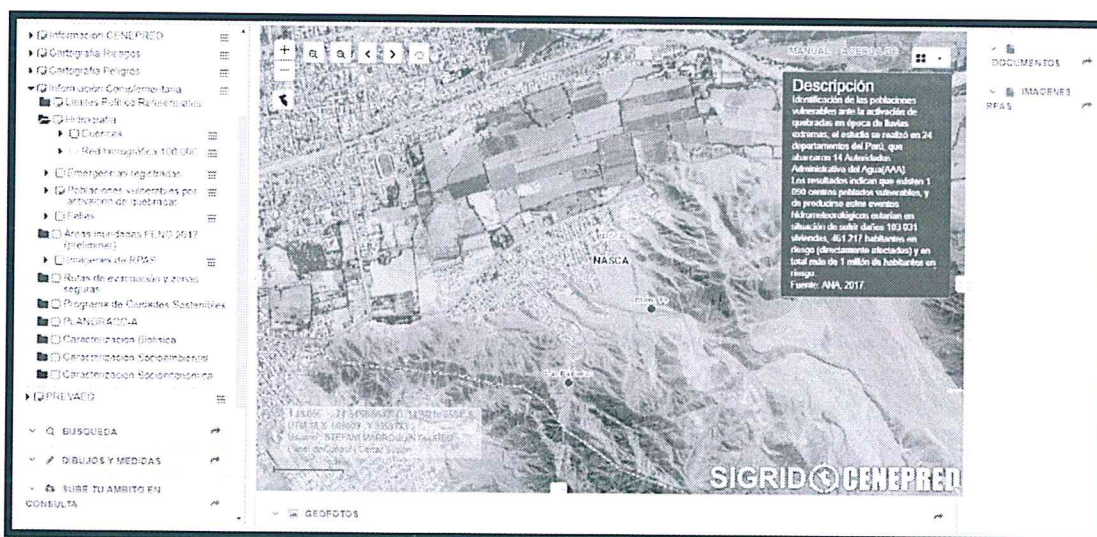 Información CENEPRED
Cartografía Riesgos
Cartografía Peligros
Información Complementaria
Límites Político Referenciales
Hidrografía
Cuencas
Red hidrográfica 100,000
Emergencias registradas
Poblaciones vulnerables por
activación de quebradas
Fallas
Areas inundadas FENC 2017
(preliminar)
Imágenes de RPAS
Rutas de evacuación y zonas
seguras
Programa de Ciudades Sostenibles
PLANGRACC-A
Caracterización Biofísica
Caracterización Socioambiental
Caracterización Socioeconómica
PREVAED
BUSQUEDA
DIBUJOS Y MEDIDAS
SUBE TU AMBITO EN
CONSULTA
MANUAL
NASCA
Descripción
Identificación de las poblaciones
vulnerables ante la activación de
quebradas en época de lluvias
extremas, el estudio se realizó en 24
departamentos del Perú, que
abarcaron 14 Autoridades
Administrativa del Agua(AAA).
Los resultados indican que existen 1
090 centros poblados vulnerables, y
de producirse estos eventos
hidrometeorológicos estarían en
situación de sufrir daños 103 031
viviendas, 461 217 habitantes en
riesgo (directamente afectados) y en
total más de 1 millón de habitantes en
riesgo.
Fuente: ANA, 2017.
SIGRID CENEPRED
GEOFOTOS
DOCUMENTOS
IMAGENES
RPAS